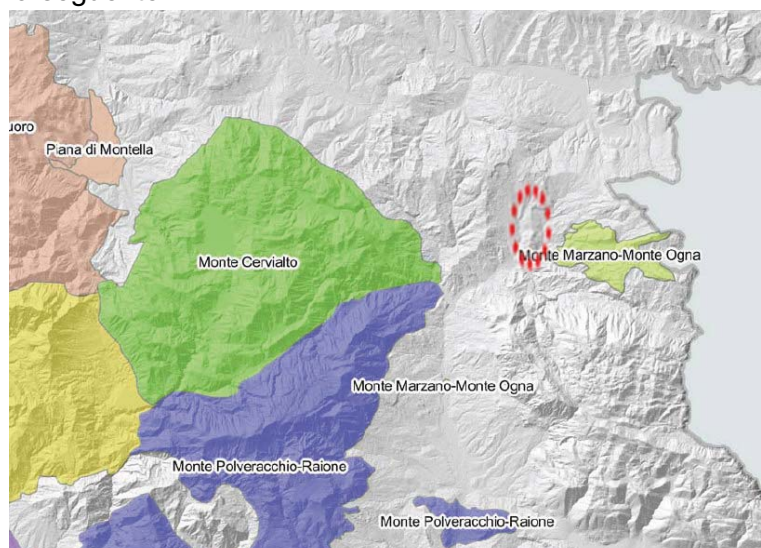 uoro
Piana di Montella
Monte Cervialto
Monte Marzano-Monte Ogna
Monte Marzano-Monte Ogna
Monte Polveracchio-Raione
Monte Polveracchio-Raione